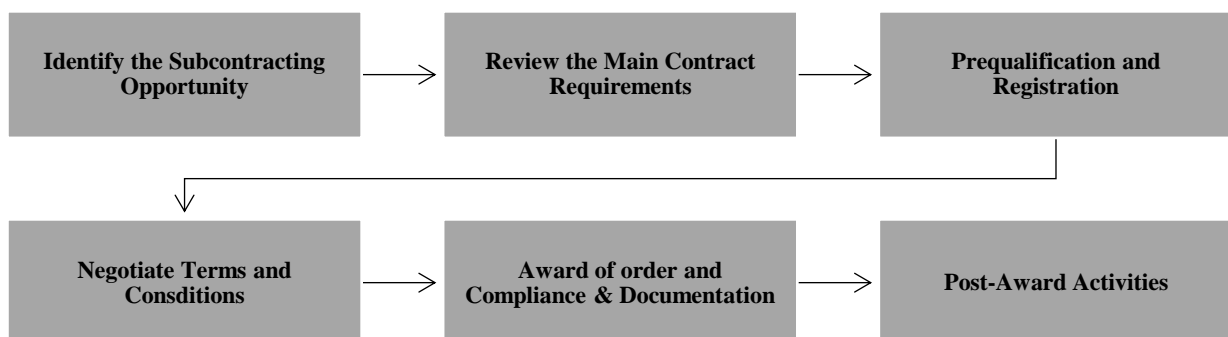 Identify the Subcontracting
Opportunity
Review the Main Contract
Requirements
Prequalification and
Registration
Negotiate Terms and
Consditions
Award of order and
Compliance & Documentation
Post-Award Activities